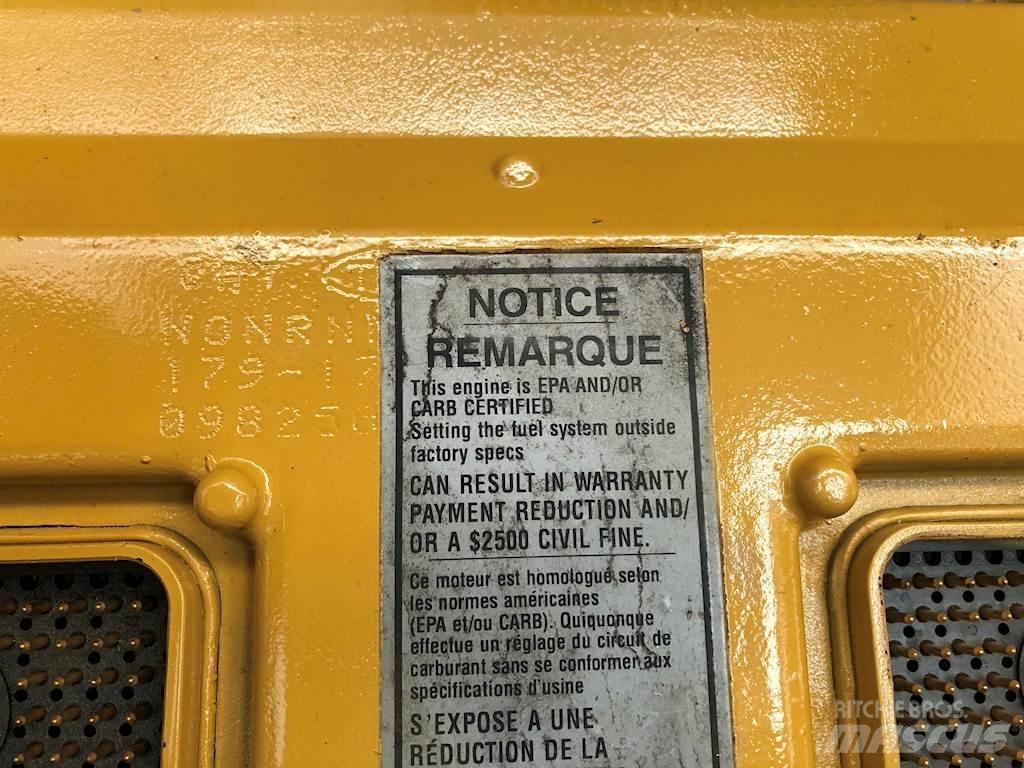 NOTICE
REMARQUE
This engine is EPA AND/OR
CARB CERTIFIED
Setting the fuel system outside
factory specs
CAN RESULT IN WARRANTY
PAYMENT REDUCTION AND/
OR A $2500 CIVIL FINE.
Ce moteur est homologué selon
les normes américaines
(EPA et/ou CARB). Quiquonque
effectue un réglage du circuit de
carburant sans se conformer aux
spécifications d'usine
S'EXPOSE A UNE
RÉDUCTION DE LA
179-1
09825
RITCHIE BROS.
MASCUS